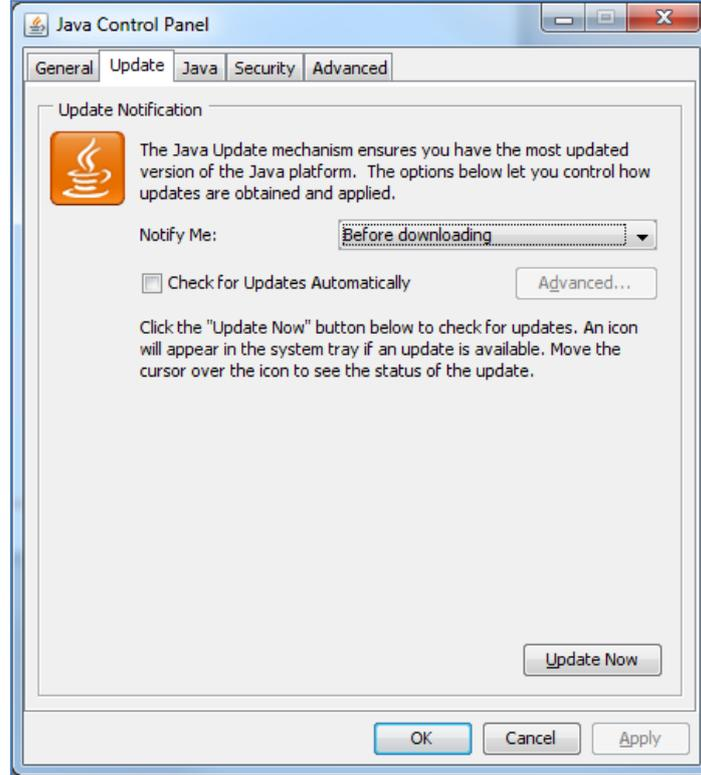 Java Control Panel
General Update Java Security Advanced
Update Notification
The Java Update mechanism ensures you have the most updated
version of the Java platform. The options below let you control how
updates are obtained and applied.
Notify Me: Before downloading
Check for Updates Automatically Advanced...
Click the "Update Now" button below to check for updates. An icon
will appear in the system tray if an update is available. Move the
cursor over the icon to see the status of the update.
Update Now
OK Cancel Apply